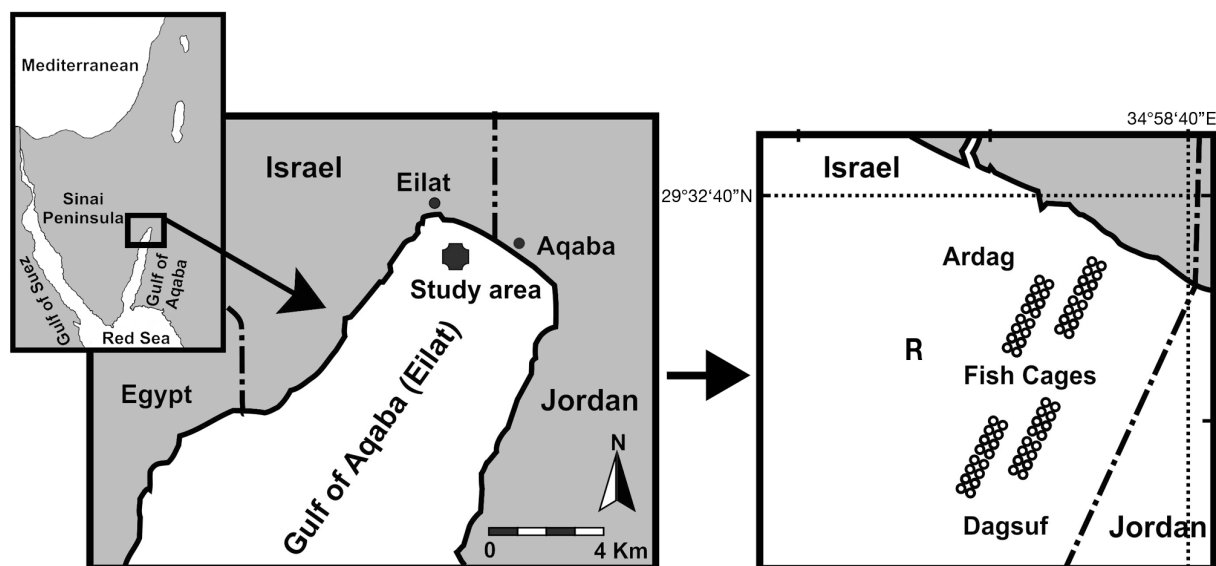 Mediterranean
Sinai
Peninsula
Gulf of Suez
Gulf of
Aqaba
Red Sea
Israel
Eilat
Aqaba
Study area
Egypt
Gulf of Aqaba (Eilat)
Jordan
N
0 4 Km
34°58‘40”E
29°32‘40”N
Israel
Ardag
R
Fish Cages
Dagsuf
Jordan